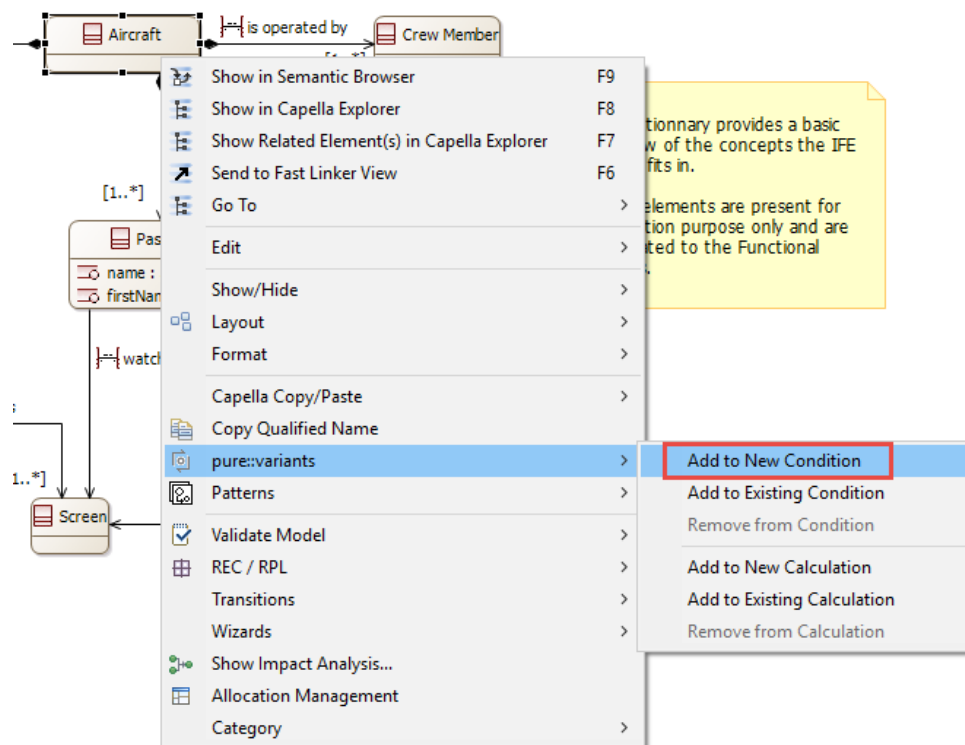 Aircraft
is operated by
Crew Member
[1..*]
Show in Semantic Browser F9
Show in Capella Explorer F8
Show Related Element(s) in Capella Explorer F7
Send to Fast Linker View F6
Go To
Edit
Show/Hide
Layout
Format
Capella Copy/Paste
Copy Qualified Name
pure::variants
Patterns
Validate Model
REC / RPL
Transitions
Wizards
Show Impact Analysis...
Allocation Management
Category
Add to New Condition
Add to Existing Condition
Remove from Condition
Add to New Calculation
Add to Existing Calculation
Remove from Calculation
tionnary provides a basic
w of the concepts the IFE
fits in.
elements are present for
tion purpose only and are
ated to the Functional
[1..*]
Pas
name :
firstNar
watch
1..*]
Screen